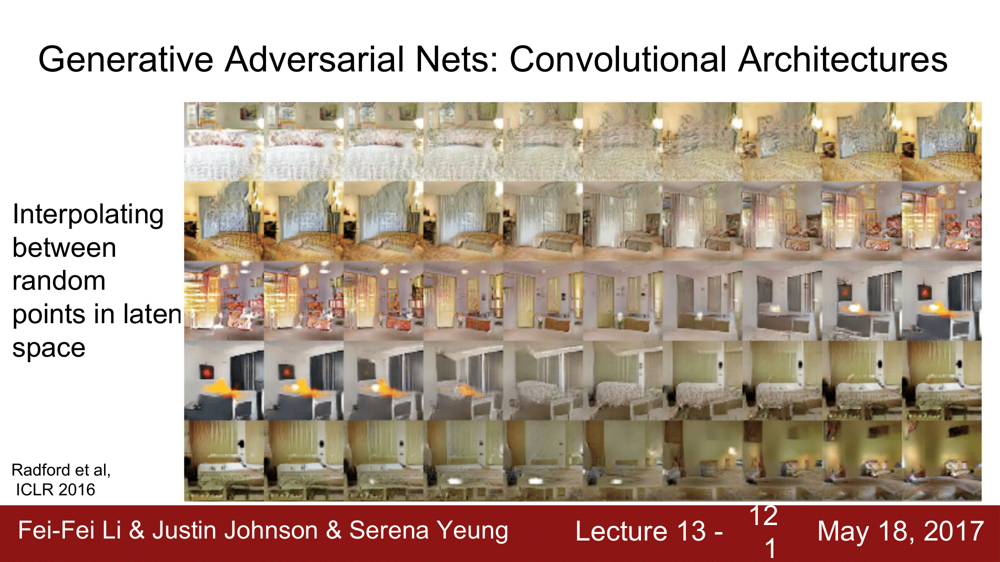 Generative Adversarial Nets: Convolutional Architectures
Interpolating
between
random
points in laten
space
Radford et al,
ICLR 2016
Fei-Fei Li & Justin Johnson & Serena Yeung
Lecture 13 -
12
1
May 18, 2017